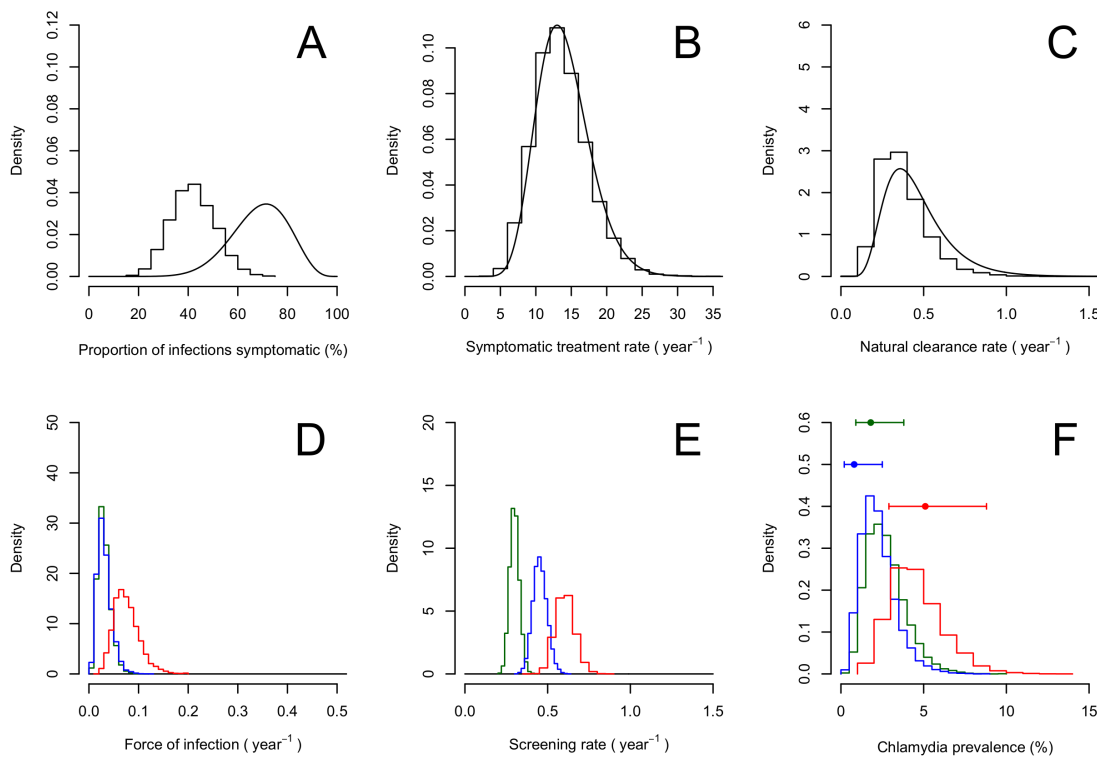 A
Density
0.00 0.02 0.04 0.06 0.08 0.10 0.12
0 20 40 60 80 100
Proportion of infections symptomatic (%)
B
Density
0.00 0.02 0.04 0.06 0.08 0.10
0 5 10 15 20 25 30 35
Symptomatic treatment rate ( year⁻¹ )
C
Denisty
0 1 2 3 4 5 6
0.0 0.5 1.0 1.5
Natural clearance rate ( year⁻¹ )
D
Density
0 10 20 30 40 50
0.0 0.1 0.2 0.3 0.4 0.5
Force of infection ( year⁻¹ )
E
Density
0 5 10 15 20
0.0 0.5 1.0 1.5
Screening rate ( year⁻¹ )
F
Density
0.0 0.1 0.2 0.3 0.4 0.5 0.6
0 5 10 15
Chlamydia prevalence (%)